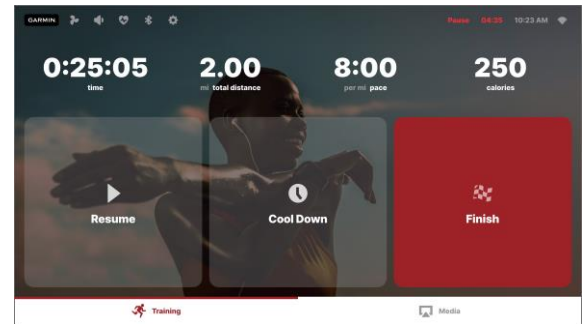 GARMIN Pause 04:35 10:23 AM
0:25:05 2.00 8:00 250
time mi total distance per mi pace calories
Resume Cool Down Finish
Training Media